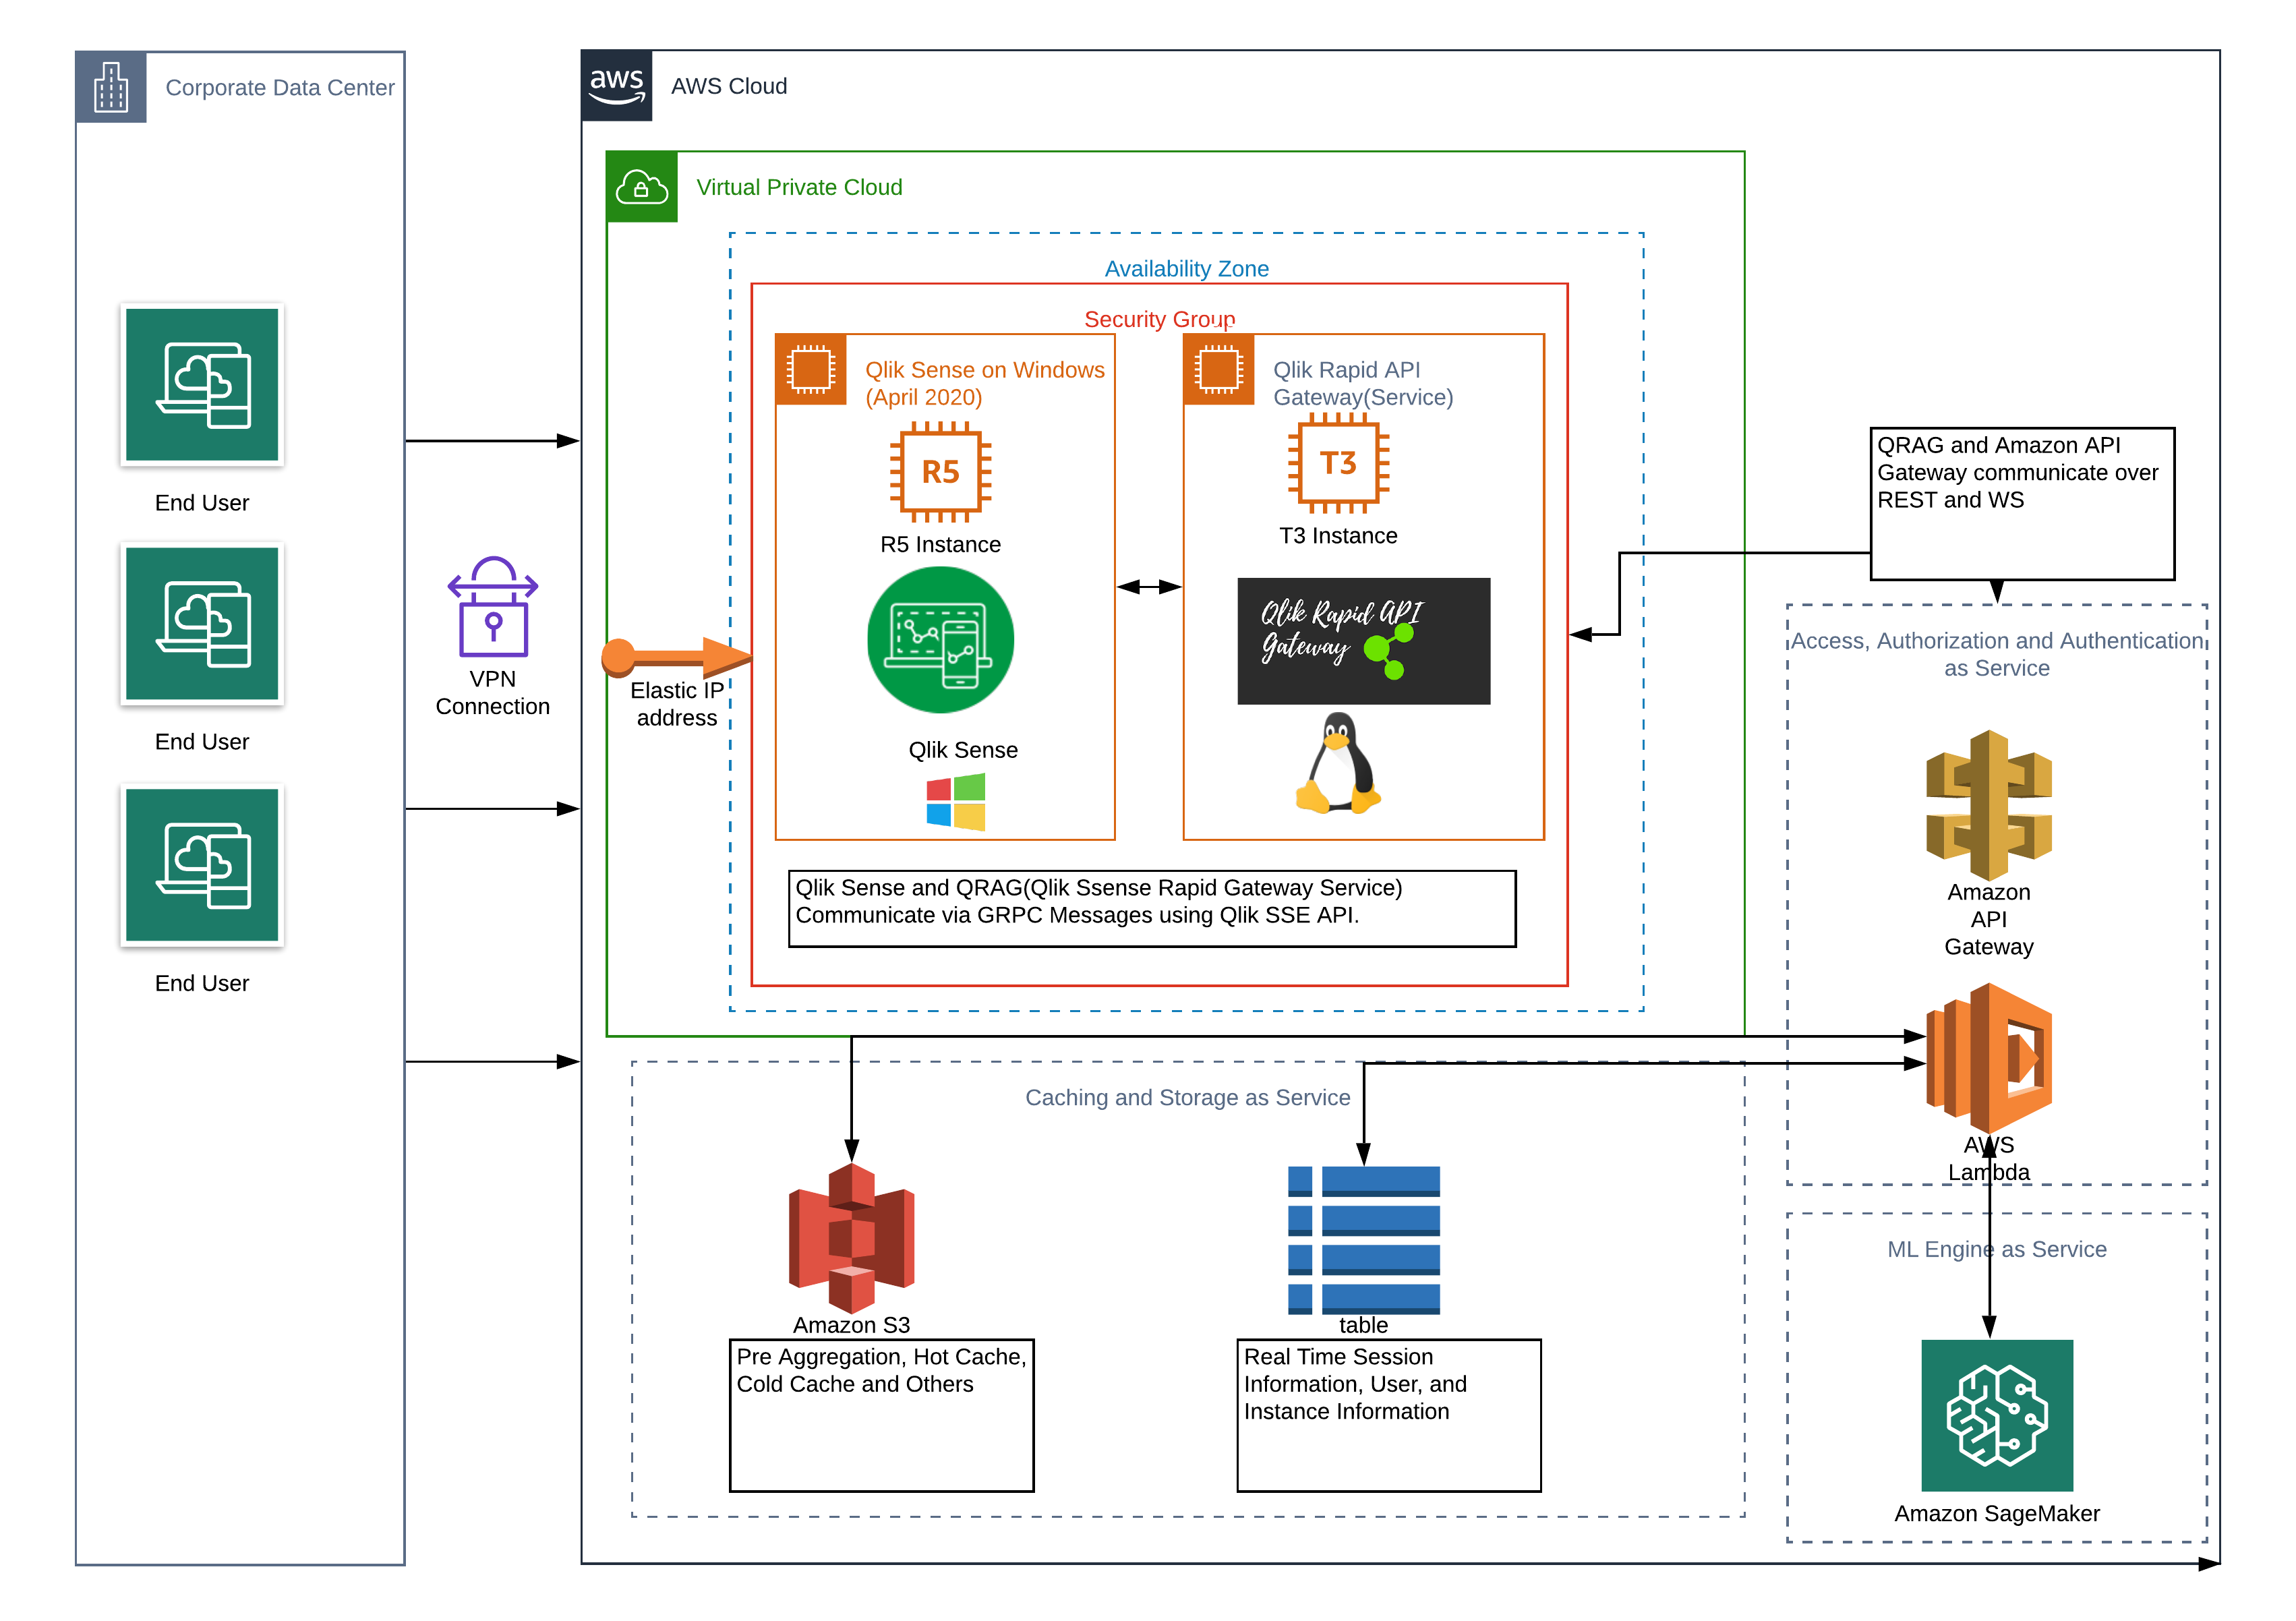 Corporate Data Center
aws
AWS Cloud
Virtual Private Cloud
Availability Zone
Security Group
Qlik Sense on Windows
(April 2020)
R5
R5 Instance
Qlik Sense
Qlik Rapid API
Gateway(Service)
T3
T3 Instance
Qlik Rapid API
Gateway
Qlik Sense and QRAG(Qlik Ssense Rapid Gateway Service)
Communicate via GRPC Messages using Qlik SSE API.
End User
End User
End User
VPN
Connection
Elastic IP
address
QRAG and Amazon API
Gateway communicate over
REST and WS
Access, Authorization and Authentication
as Service
Amazon
API
Gateway
AWS
Lambda
Caching and Storage as Service
Amazon S3
Pre Aggregation, Hot Cache,
Cold Cache and Others
table
Real Time Session
Information, User, and
Instance Information
ML Engine as Service
Amazon SageMaker